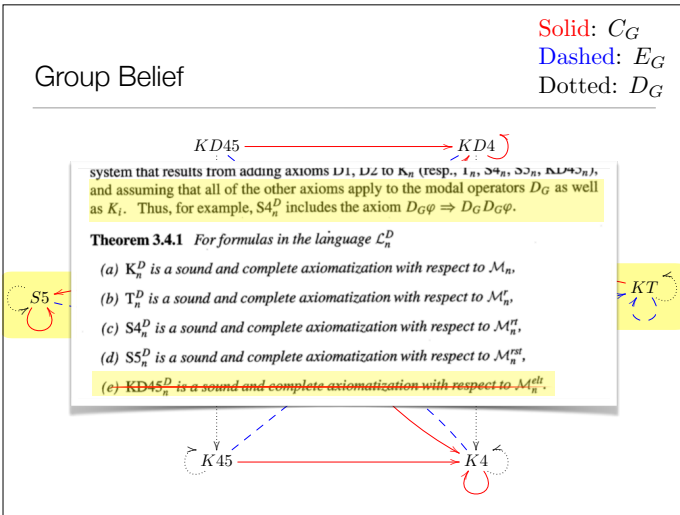 Solid: C_G
Dashed: E_G
Dotted: D_G
Group Belief
KD45 KD4
system that results from adding axioms D1, D2 to K_n (resp., T_n, S4_n, S5_n, KD45_n),
and assuming that all of the other axioms apply to the modal operators D_G as well
as K_i. Thus, for example, S4_n^D includes the axiom D_Gφ ⇒ D_G D_Gφ.
Theorem 3.4.1 For formulas in the language ℒ_n^D
(a) K_n^D is a sound and complete axiomatization with respect to ℳ_n,
(b) T_n^D is a sound and complete axiomatization with respect to ℳ_n^r,
(c) S4_n^D is a sound and complete axiomatization with respect to ℳ_n^rt,
(d) S5_n^D is a sound and complete axiomatization with respect to ℳ_n^rst,
(e) KD45_n^D is a sound and complete axiomatization with respect to ℳ_n^elt.
S5 KT
K45 K4